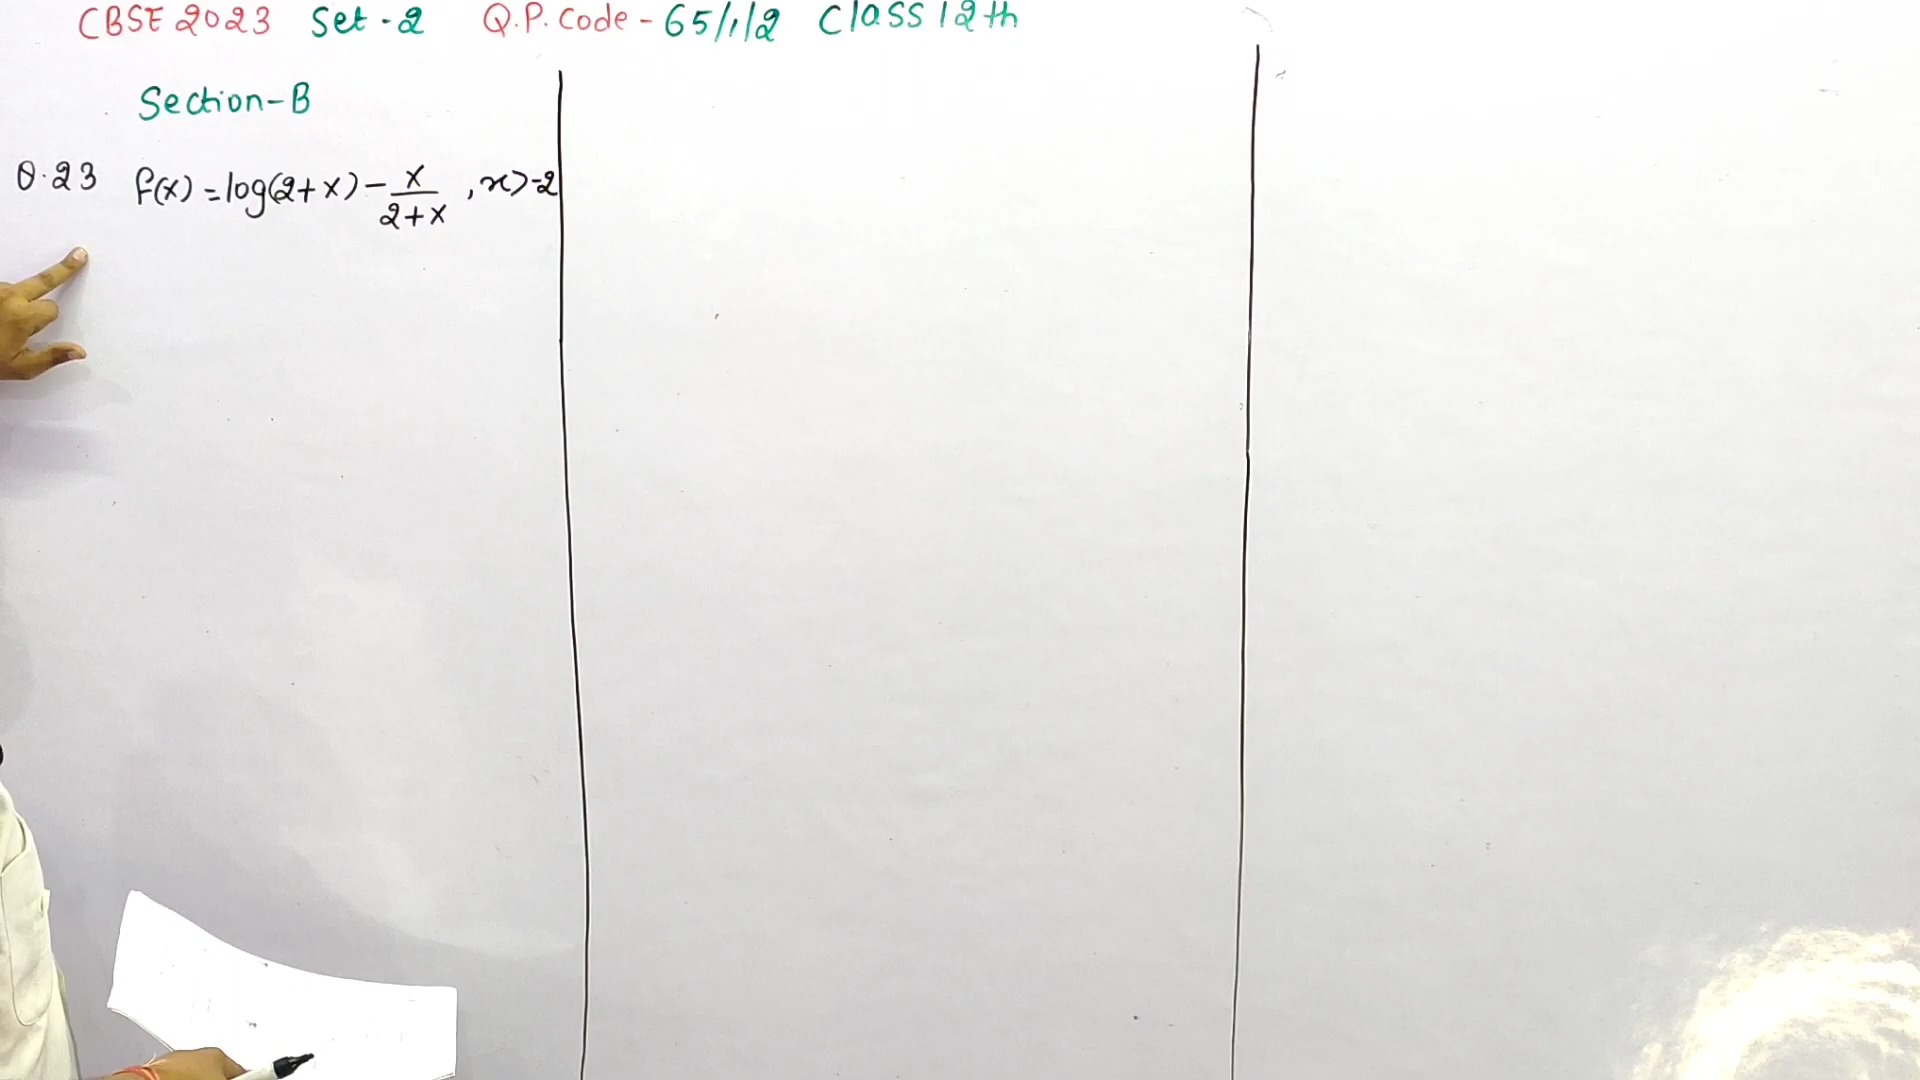 CBSE 2023 Set-2 Q.P. Code - 65/1/2 Class 12th
Section-B
Q.23 f(x) = log(2+x) - x/(2+x) , x>-2